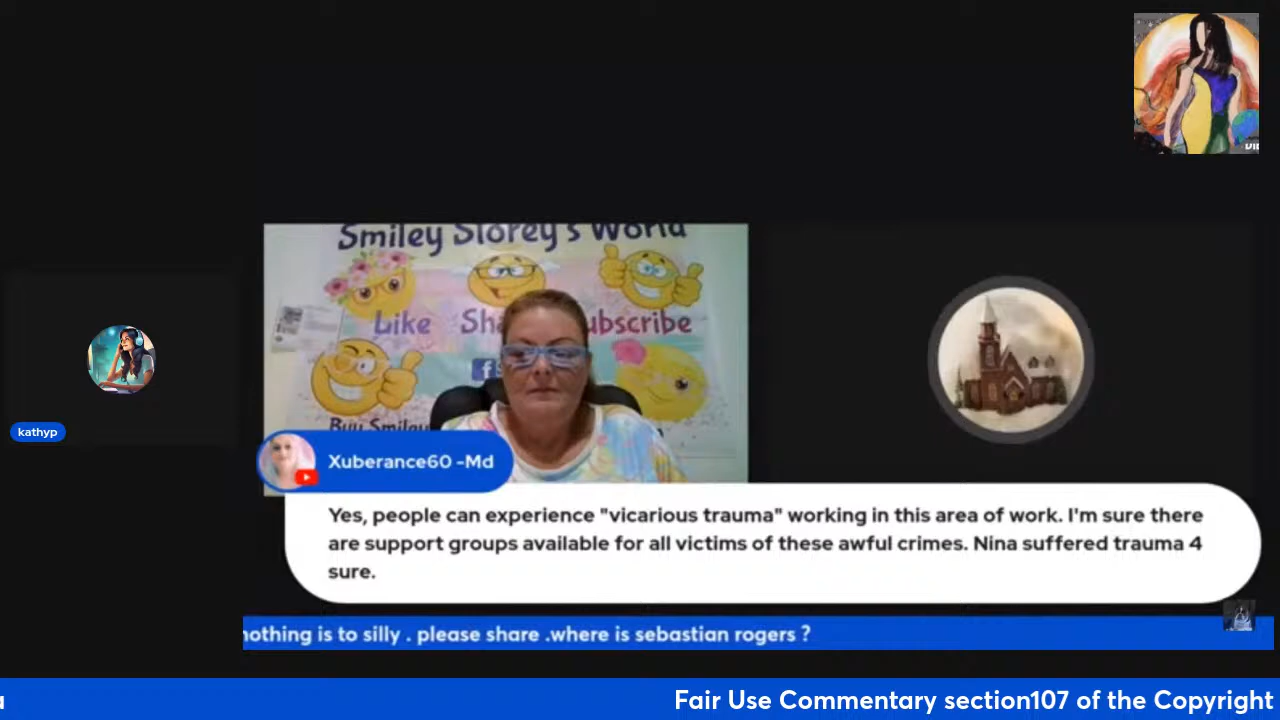 Smiley Storey's World
Like Sha ubscribe
Buy Smiley
kathyp
Xuberance60 -Md
Yes, people can experience "vicarious trauma" working in this area of work. I'm sure there
are support groups available for all victims of these awful crimes. Nina suffered trauma 4
sure.
nothing is to silly . please share .where is sebastian rogers ?
Fair Use Commentary section107 of the Copyright